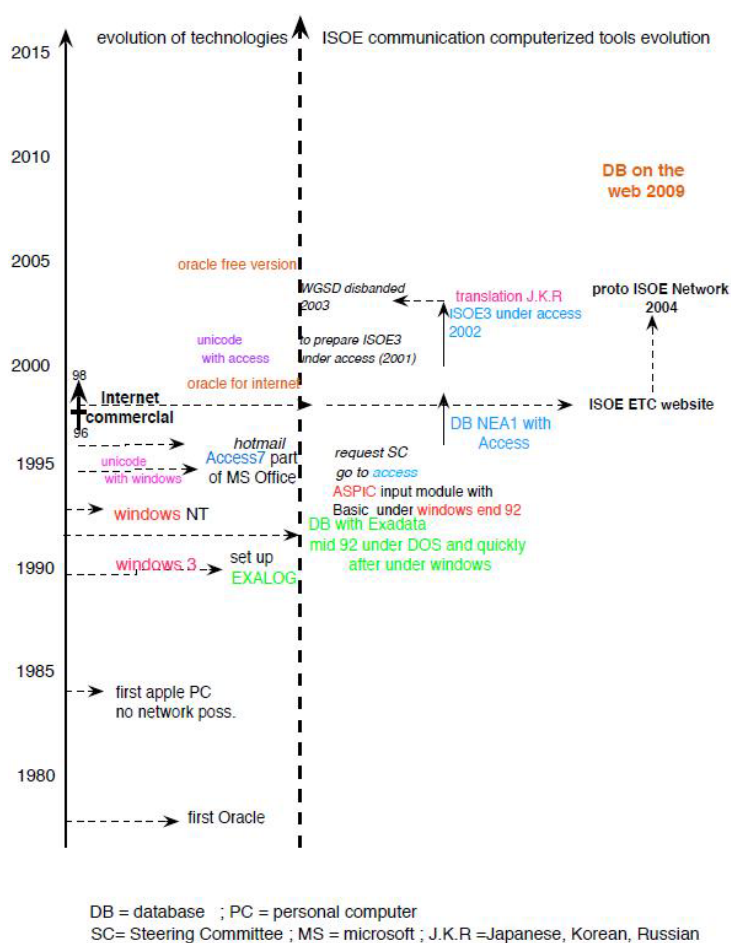 evolution of technologies
ISOE communication computerized tools evolution
2015
2010
DB on the
web 2009
2005
oracle free version
WGSD disbanded
2003
translation J.K.R
ISOE3 under access
2002
proto ISOE Network
2004
unicode
with access
to prepare ISOE3
under access (2001)
2000
98
oracle for internet
Internet
commercial
96
ISOE ETC website
DB NEA1 with
Access
hotmail
1995
unicode
with windows
Access7 part
of MS Office
request SC
go to access
ASPIC input module with
Basic under windows end 92
windows NT
DB with Exadata
mid 92 under DOS and quickly
after under windows
1990
windows 3
set up
EXALOG
1985
first apple PC
no network poss.
1980
first Oracle
DB = database ; PC = personal computer
SC= Steering Committee ; MS = microsoft ; J.K.R =Japanese, Korean, Russian